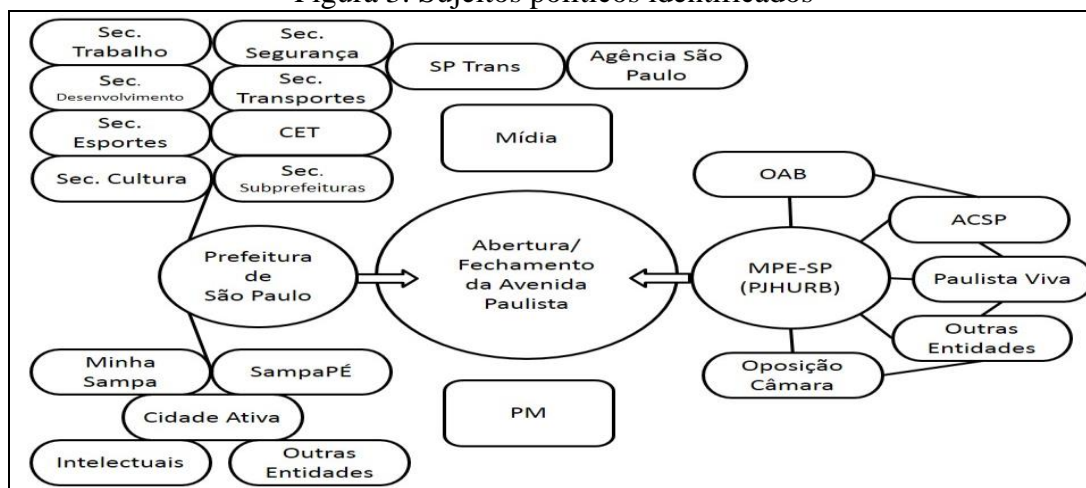 Figura 3: Sujeitos políticos identificados
Sec.
Trabalho
Sec.
Segurança
SP Trans
Agência São
Paulo
Sec.
Desenvolvimento
Sec.
Transportes
Sec.
Esportes
CET
Mídia
Sec. Cultura
Sec.
Subprefeituras
OAB
ACSP
Prefeitura
de
São Paulo
Abertura/
Fechamento
da Avenida
Paulista
MPE-SP
(PJHURB)
Paulista Viva
Outras
Entidades
Oposição
Câmara
Minha
Sampa
SampaPÉ
Cidade Ativa
PM
Intelectuais
Outras
Entidades